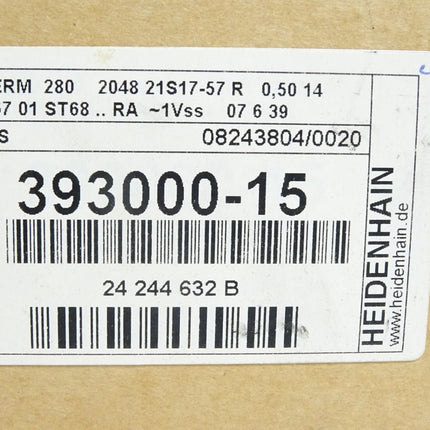 ERM 280 2048 21S17-57 R 0,50 14
67 01 ST68 .. RA ~1Vss 07 6 39
S
08243804/0020
393000-15
24 244 632 B
HEIDENHAIN
www.heidenhain.de